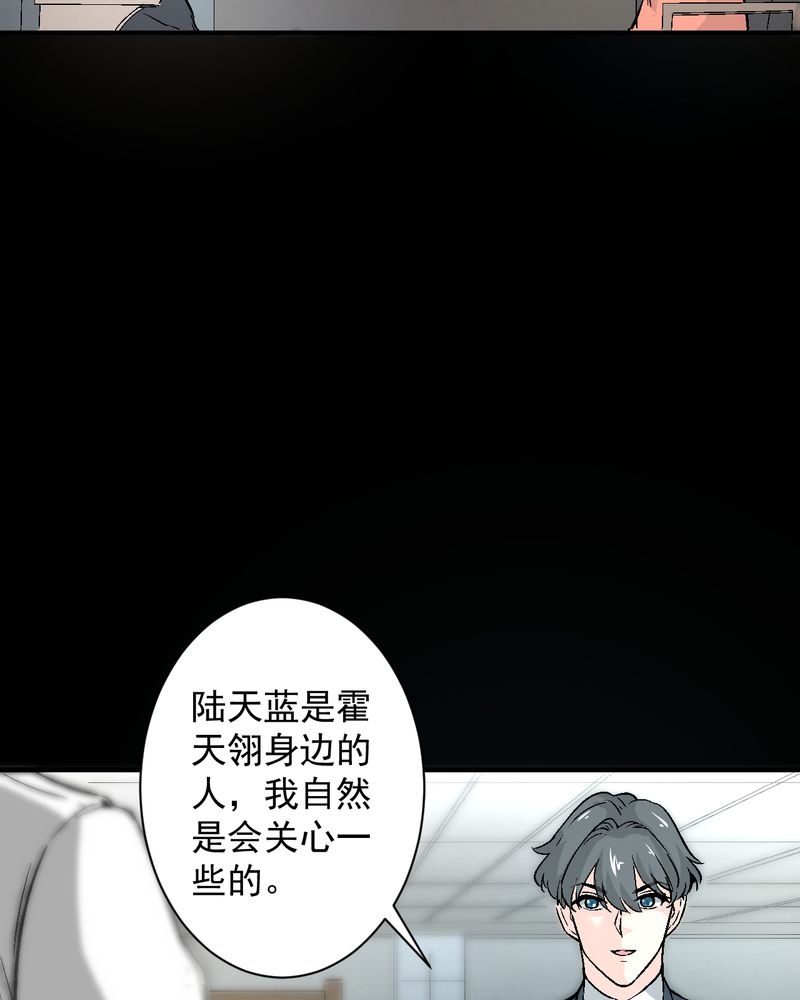 陆天蓝是霍
天翎身边的
人，我自然
是会关心一
些的。